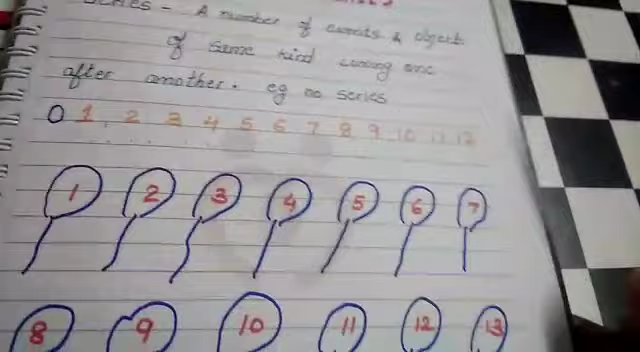 SERIES - A number of events & object
of same kind coming one
after another. eg no series
0 1 2 3 4 5 6 7 8 9 10 11 12
1 2 3 4 5 6 7
8 9 10 11 12 13